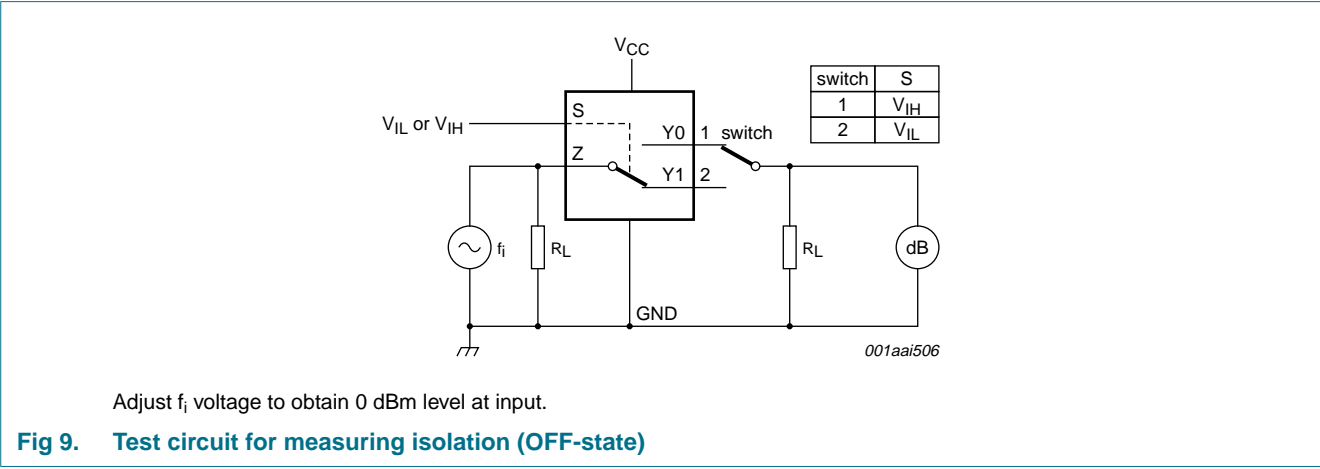 VCC
switch S
1 VIH
2 VIL
VIL or VIH
S
Y0 1 switch
Z
Y1 2
fi
RL
RL
dB
GND
001aai506
Adjust fi voltage to obtain 0 dBm level at input.
Fig 9. Test circuit for measuring isolation (OFF-state)